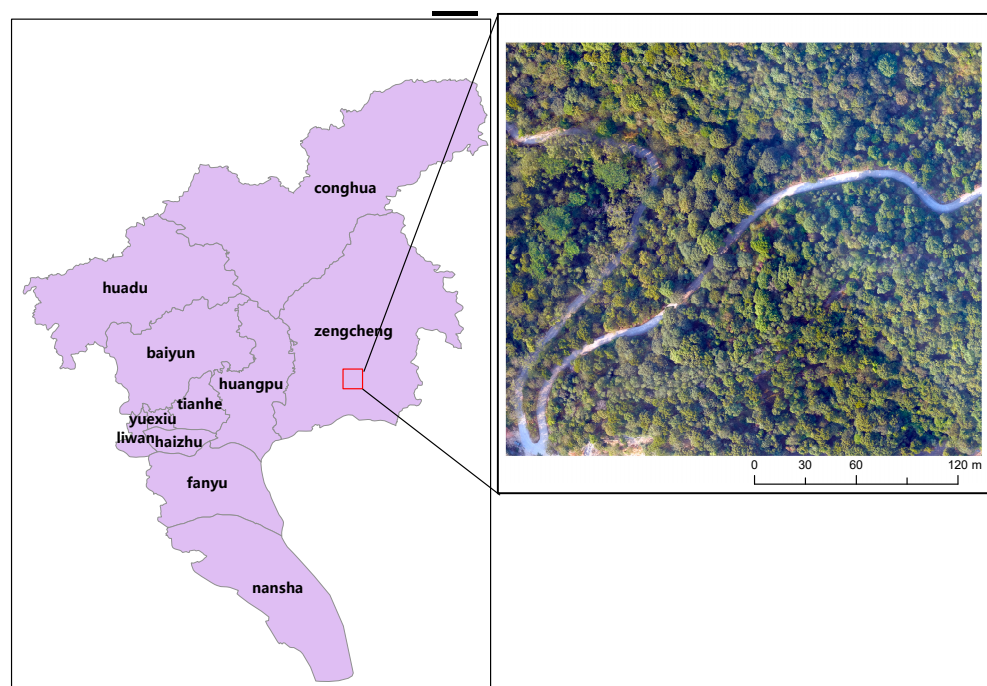 conghua
huadu
zengcheng
baiyun
huangpu
tianhe
yuexiu
liwan
haizhu
fanyu
nansha
0 30 60 120 m